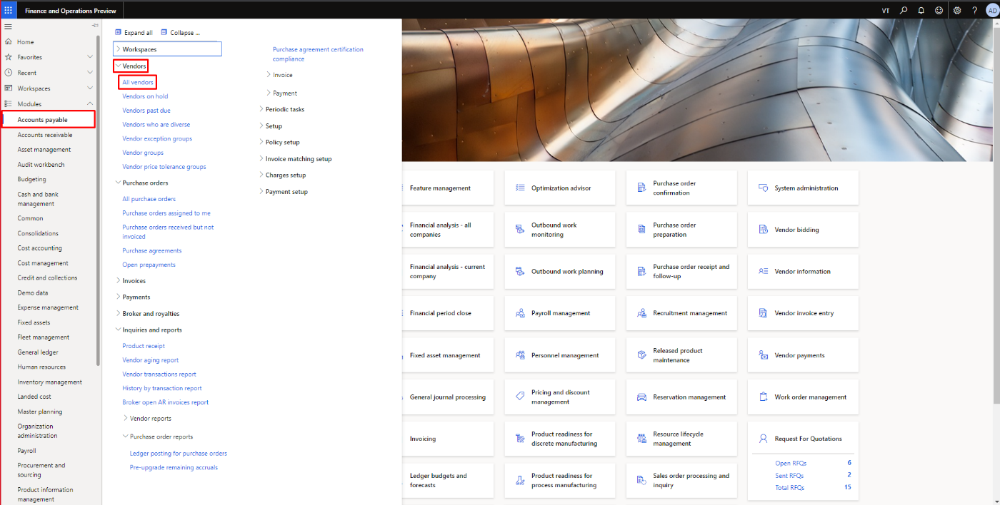 Finance and Operations Preview
VT
AD
Home
Favorites
Recent
Workspaces
Modules
Accounts payable
Accounts receivable
Asset management
Audit workbench
Budgeting
Cash and bank
management
Common
Consolidations
Cost accounting
Cost management
Credit and collections
Demo data
Expense management
Fixed assets
Fleet management
General ledger
Human resources
Inventory management
Landed cost
Master planning
Organization
administration
Payroll
Procurement and
sourcing
Product information
management
Expand all
Collapse ...
Workspaces
Vendors
All vendors
Vendors on hold
Vendors past due
Vendors who are diverse
Vendor exception groups
Vendor groups
Vendor price tolerance groups
Purchase orders
All purchase orders
Purchase orders assigned to me
Purchase orders received but not
invoiced
Purchase agreements
Open prepayments
Invoices
Payments
Broker and royalties
Inquiries and reports
Product receipt
Vendor aging report
Vendor transactions report
History by transaction report
Broker open AR invoices report
Vendor reports
Purchase order reports
Ledger posting for purchase orders
Pre-upgrade remaining accruals
Purchase agreement certification
compliance
Invoice
Payment
Periodic tasks
Setup
Policy setup
Invoice matching setup
Charges setup
Payment setup
Feature management
Financial analysis - all
companies
Financial analysis - current
company
Financial period close
Fixed asset management
General journal processing
Invoicing
Ledger budgets and
forecasts
Optimization advisor
Outbound work
monitoring
Outbound work planning
Payroll management
Personnel management
Pricing and discount
management
Product readiness for
discrete manufacturing
Product readiness for
process manufacturing
Purchase order
confirmation
Purchase order
preparation
Purchase order receipt and
follow-up
Recruitment management
Released product
maintenance
Reservation management
Resource lifecycle
management
Sales order processing and
inquiry
System administration
Vendor bidding
Vendor information
Vendor invoice entry
Vendor payments
Work order management
Request For Quotations
Open RFQs 6
Sent RFQs 2
Total RFQs 15